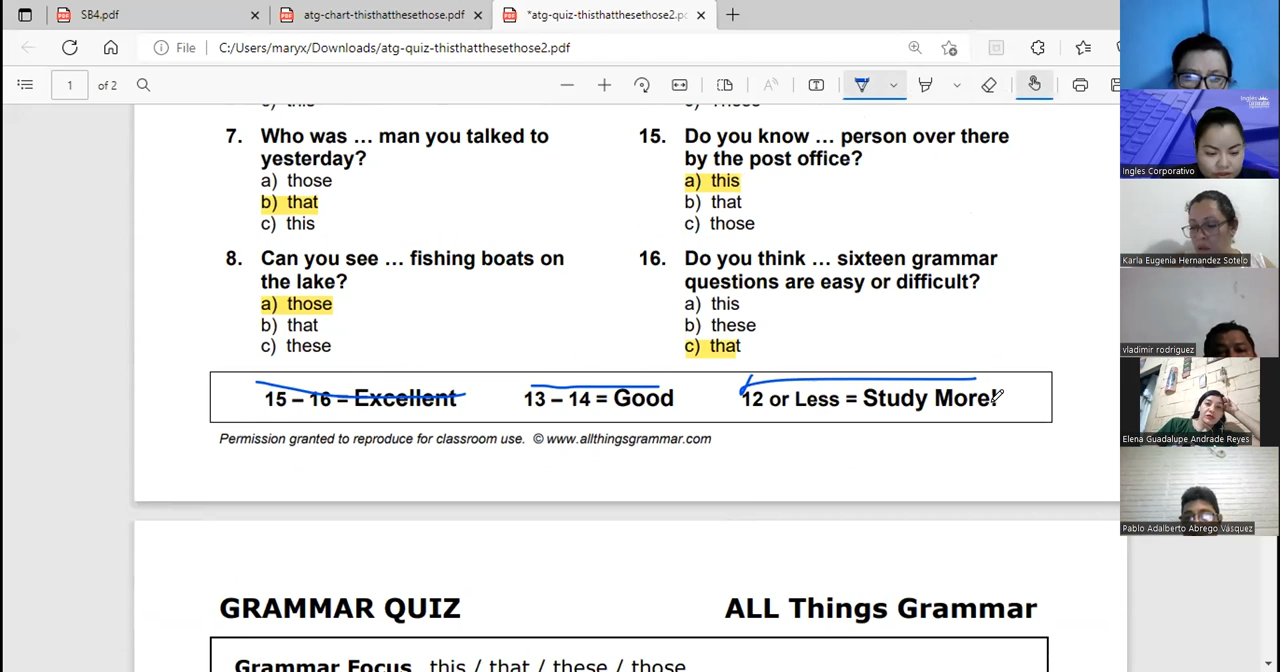 SB4.pdf
atg-chart-thisthatthesethose.pdf
*atg-quiz-thisthatthesethose2.pd
File
C:/Users/maryx/Downloads/atg-quiz-thisthatthesethose2.pdf
1 of 2
7. Who was ... man you talked to
yesterday?
a) those
b) that
c) this
8. Can you see ... fishing boats on
the lake?
a) those
b) that
c) these
15. Do you know ... person over there
by the post office?
a) this
b) that
c) those
16. Do you think ... sixteen grammar
questions are easy or difficult?
a) this
b) these
c) that
15 – 16 = Excellent
13 – 14 = Good
12 or Less = Study More!
Permission granted to reproduce for classroom use. © www.allthingsgrammar.com
GRAMMAR QUIZ
ALL Things Grammar
Grammar Focus this / that / these / those
Ingles Corporativo
Karla Eugenia Hernandez Sotelo
vladimir rodriguez
Elena Guadalupe Andrade Reyes
Pablo Adalberto Abrego Vásquez